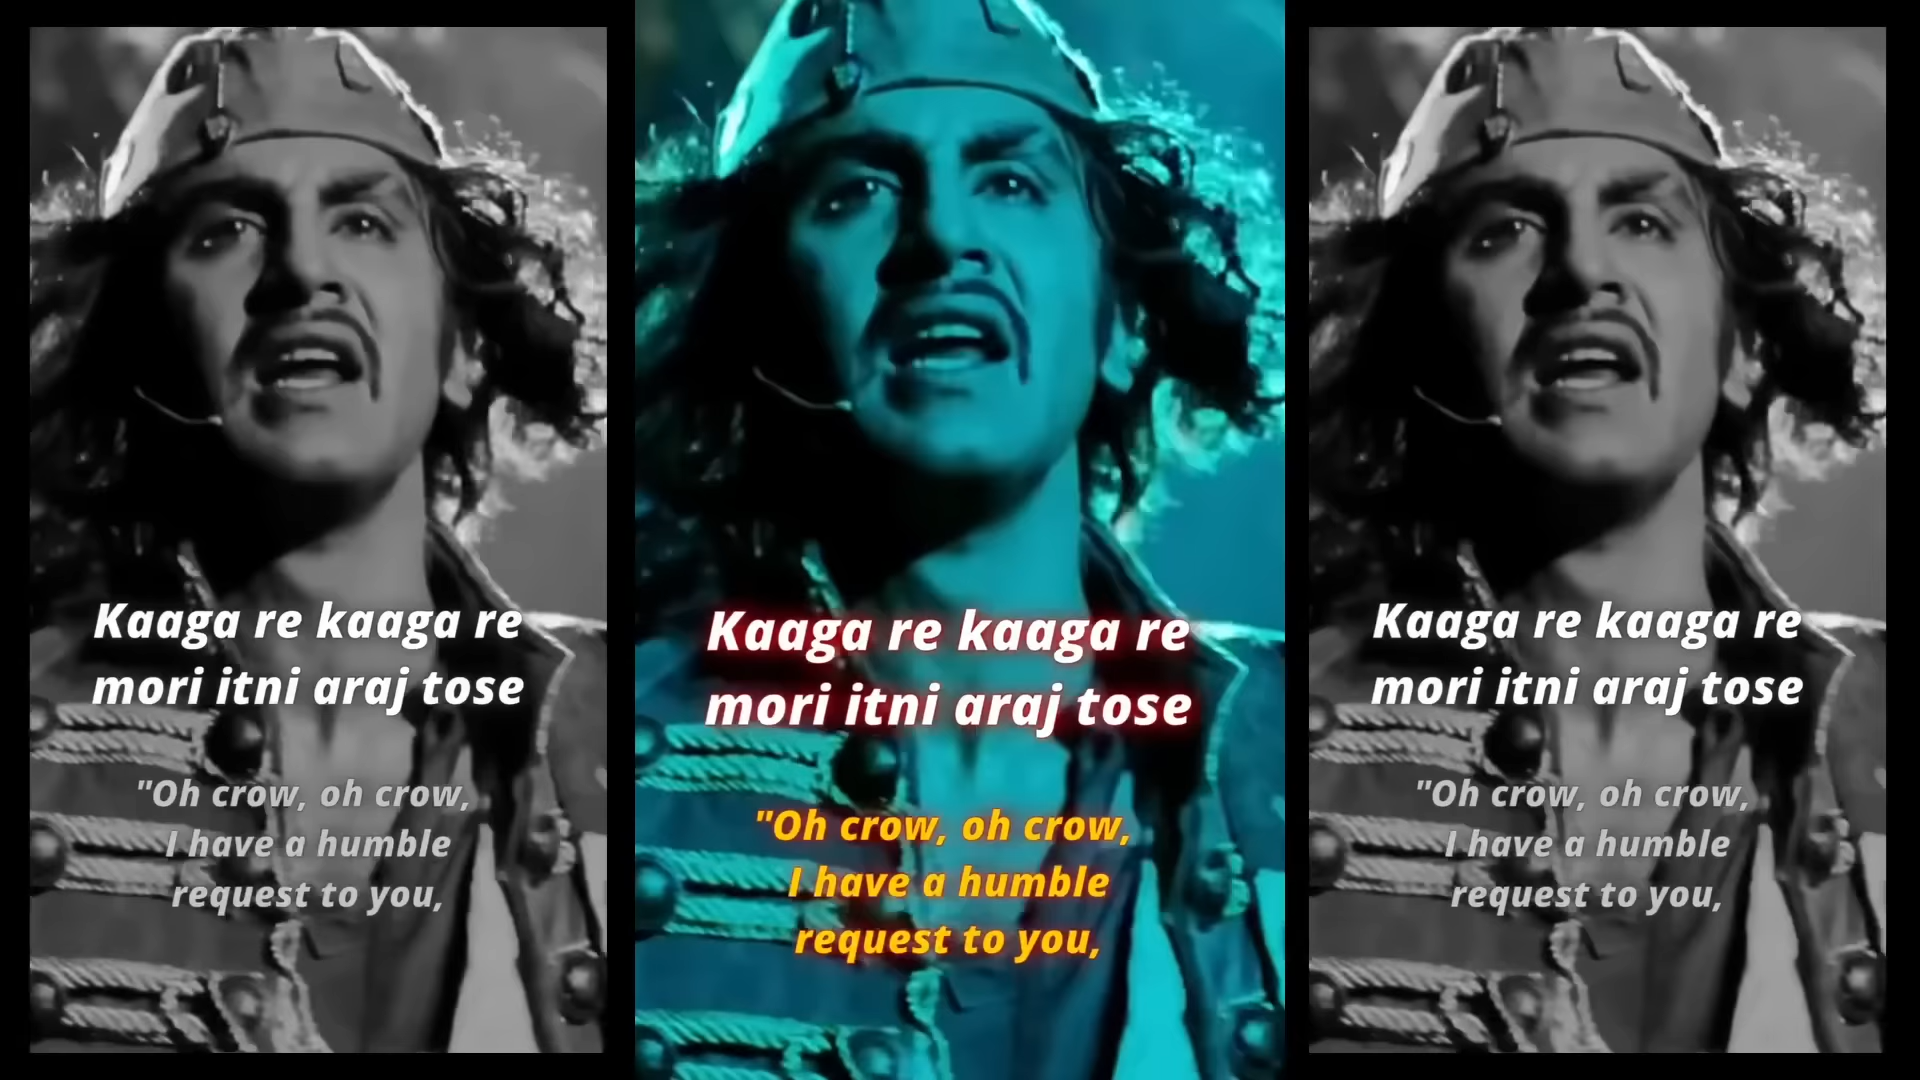 Kaaga re kaaga re
mori itni araj tose
"Oh crow, oh crow,
I have a humble
request to you,
Kaaga re kaaga re
mori itni araj tose
"Oh crow, oh crow,
I have a humble
request to you,
Kaaga re kaaga re
mori itni araj tose
"Oh crow, oh crow,
I have a humble
request to you,